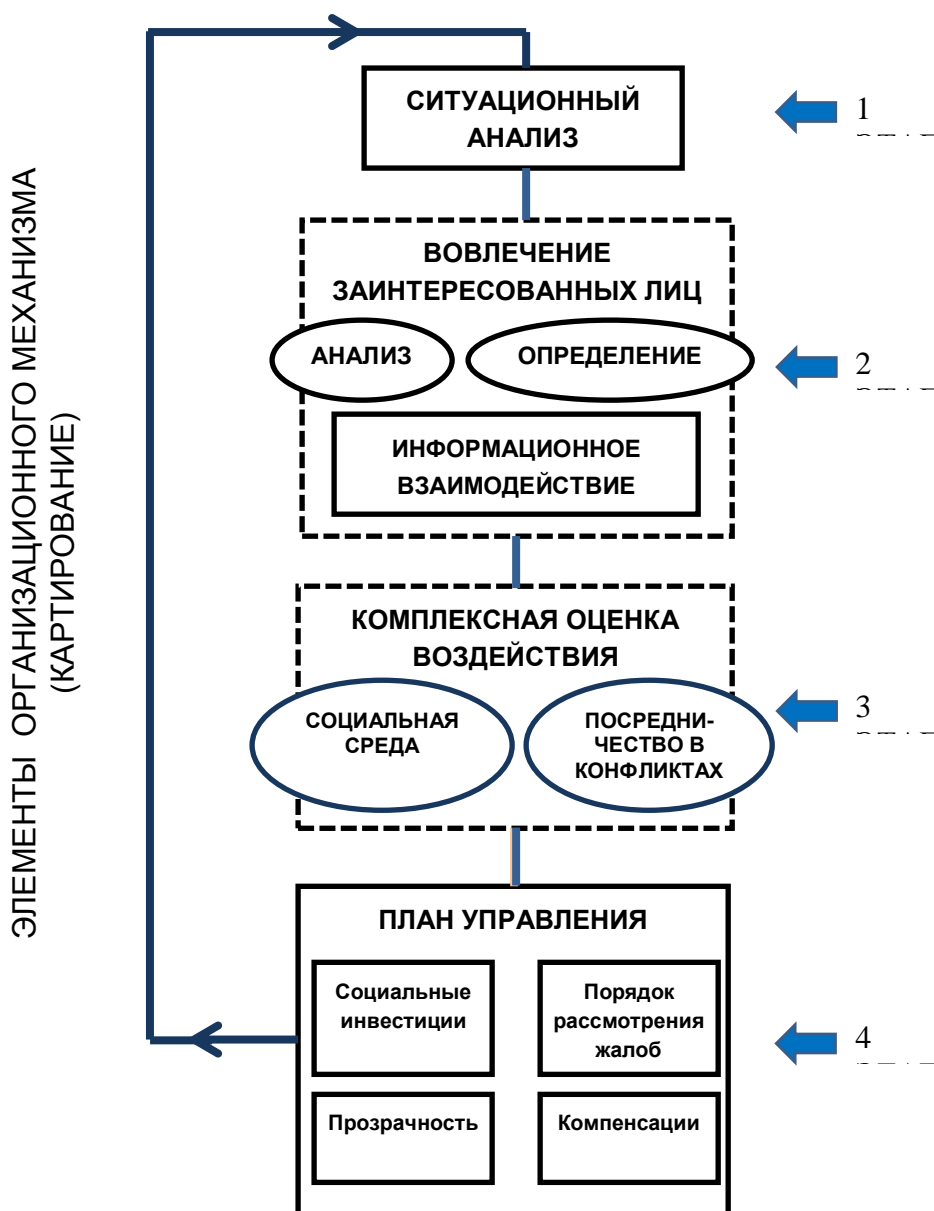 ЭЛЕМЕНТЫ ОРГАНИЗАЦИОННОГО МЕХАНИЗМА
(КАРТИРОВАНИЕ)
СИТУАЦИОННЫЙ
АНАЛИЗ
1
ВОВЛЕЧЕНИЕ
ЗАИНТЕРЕСОВАННЫХ ЛИЦ
АНАЛИЗ
ОПРЕДЕЛЕНИЕ
2
ИНФОРМАЦИОННОЕ
ВЗАИМОДЕЙСТВИЕ
КОМПЛЕКСНАЯ ОЦЕНКА
ВОЗДЕЙСТВИЯ
СОЦИАЛЬНАЯ
СРЕДА
ПОСРЕДНИ-
ЧЕСТВО В
КОНФЛИКТАХ
3
ПЛАН УПРАВЛЕНИЯ
Социальные
инвестиции
Порядок
рассмотрения
жалоб
4
Прозрачность
Компенсации